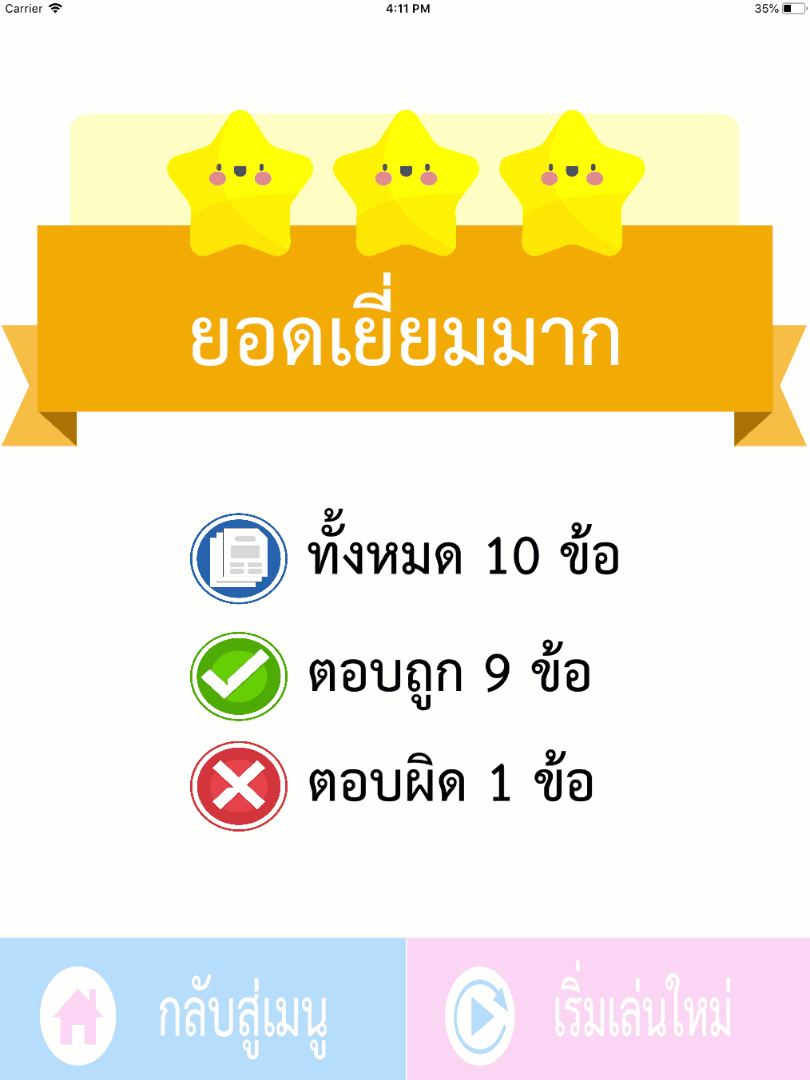 Carrier 4:11 PM 35%
ยอดเยี่ยมมาก
ทั้งหมด 10 ข้อ
ตอบถูก 9 ข้อ
ตอบผิด 1 ข้อ
กลับสู่เมนู
เริ่มเล่นใหม่